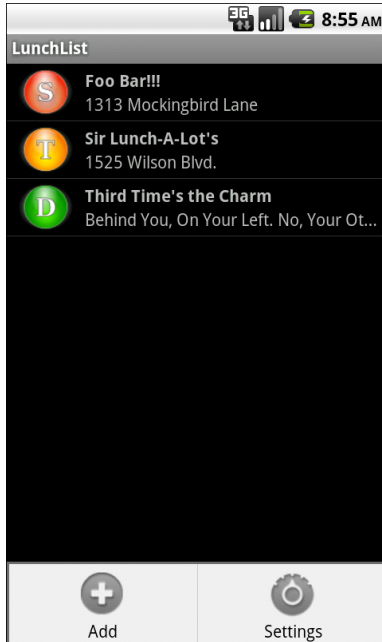 3G 8:55 AM
LunchList
S
Foo Bar!!!
1313 Mockingbird Lane
T
Sir Lunch-A-Lot's
1525 Wilson Blvd.
D
Third Time's the Charm
Behind You, On Your Left. No, Your Ot...
Add Settings